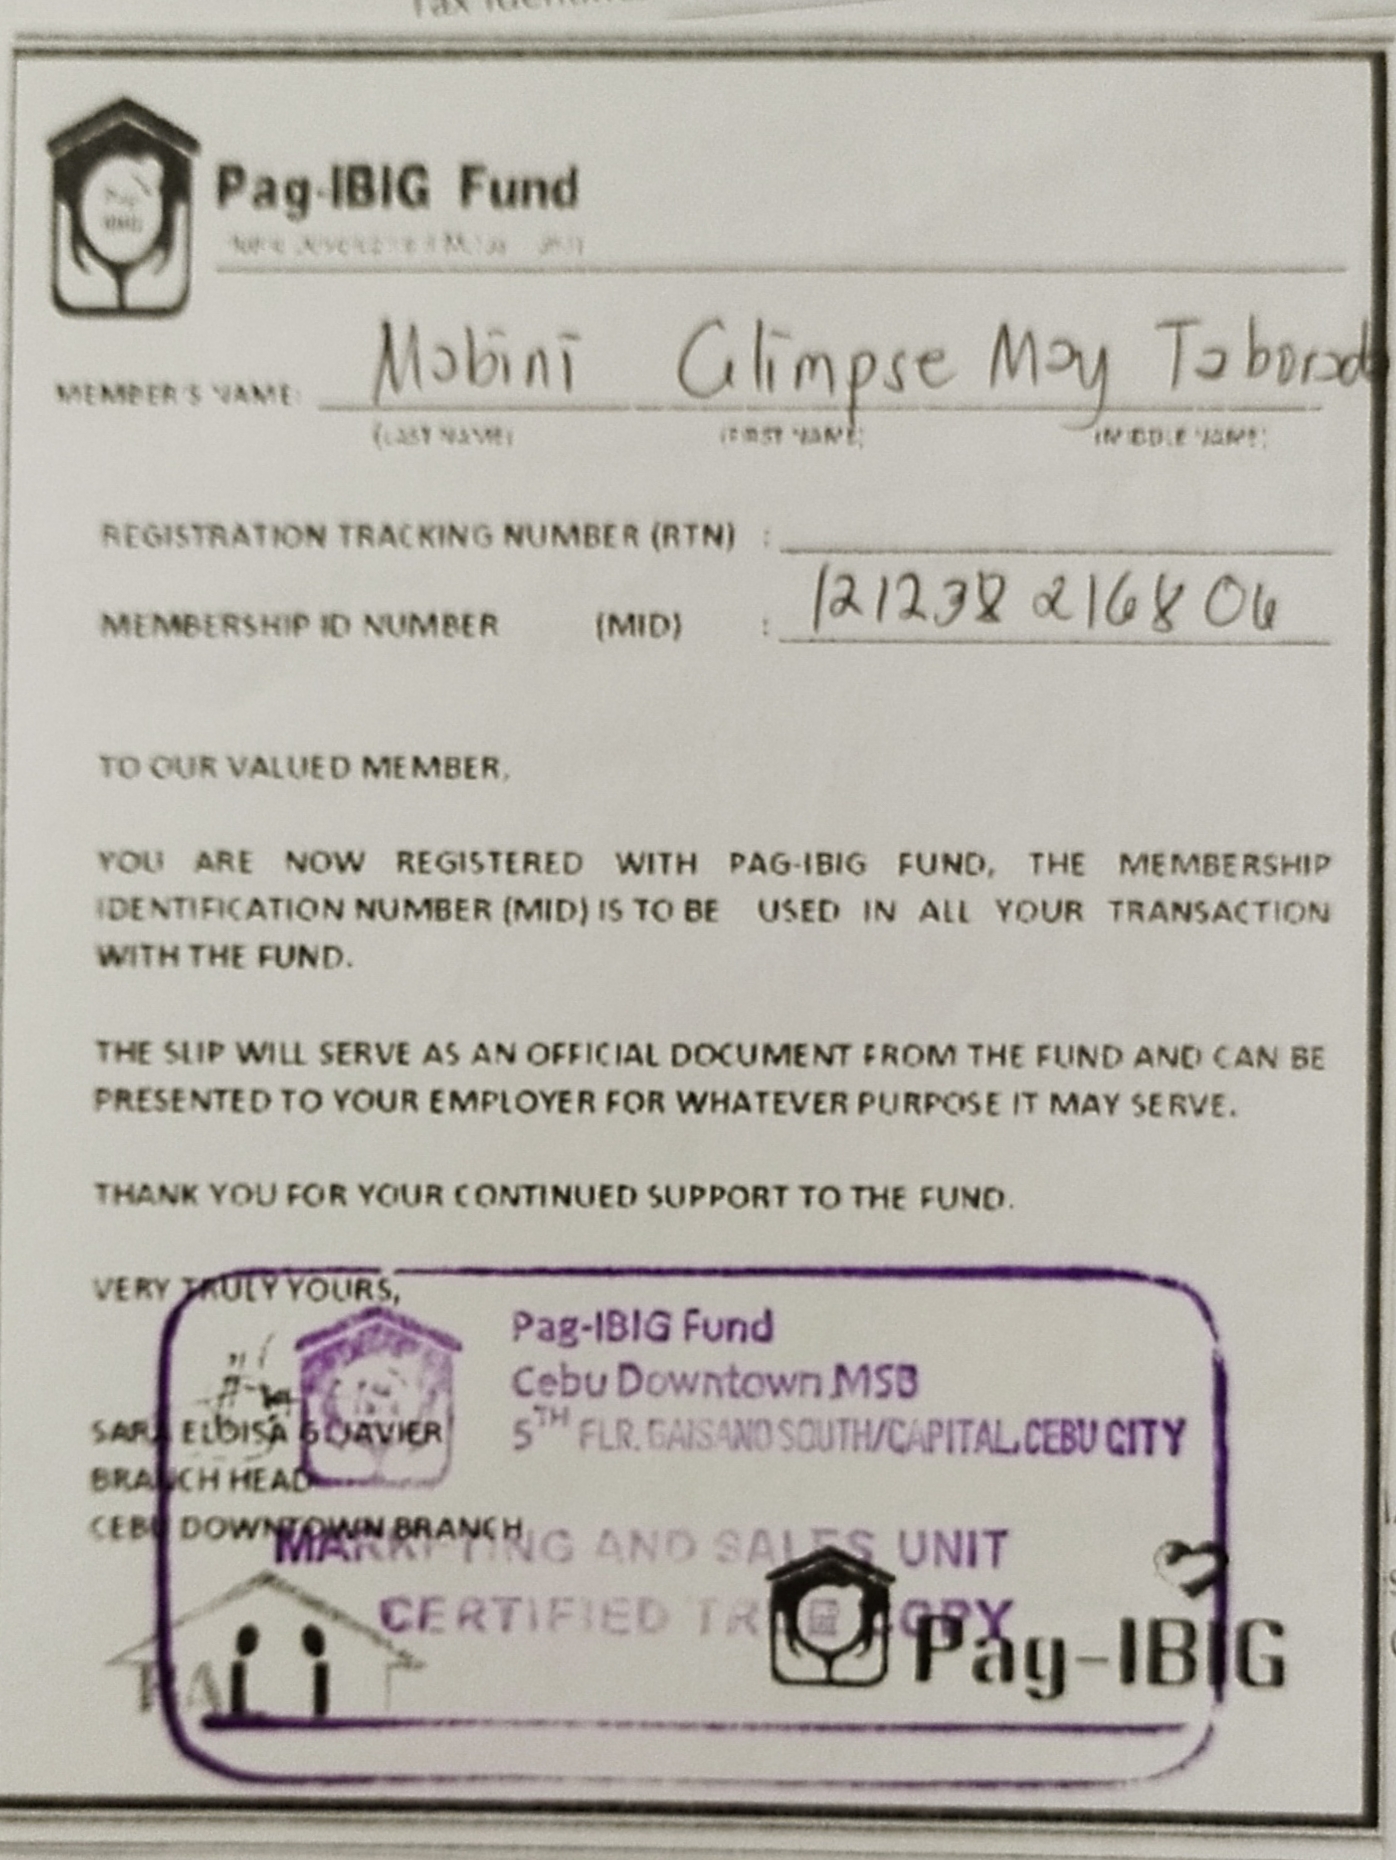 Pag-IBIG Fund
MEMBER'S NAME: Mabini Glimpse May Taborada
(LAST NAME) (FIRST NAME) (MIDDLE NAME)
REGISTRATION TRACKING NUMBER (RTN) :
MEMBERSHIP ID NUMBER (MID) : 121238216806
TO OUR VALUED MEMBER,
YOU ARE NOW REGISTERED WITH PAG-IBIG FUND, THE MEMBERSHIP
IDENTIFICATION NUMBER (MID) IS TO BE USED IN ALL YOUR TRANSACTION
WITH THE FUND.
THE SLIP WILL SERVE AS AN OFFICIAL DOCUMENT FROM THE FUND AND CAN BE
PRESENTED TO YOUR EMPLOYER FOR WHATEVER PURPOSE IT MAY SERVE.
THANK YOU FOR YOUR CONTINUED SUPPORT TO THE FUND.
VERY TRULY YOURS,
Pag-IBIG Fund
Cebu Downtown MSB
5TH FLR. GAISANO SOUTH/CAPITAL, CEBU CITY
SARA ELOISA G JAVIER
BRANCH HEAD
CEBU DOWNTOWN BRANCH
MARKETING AND SALES UNIT
CERTIFIED TRUE COPY
Pag-IBIG